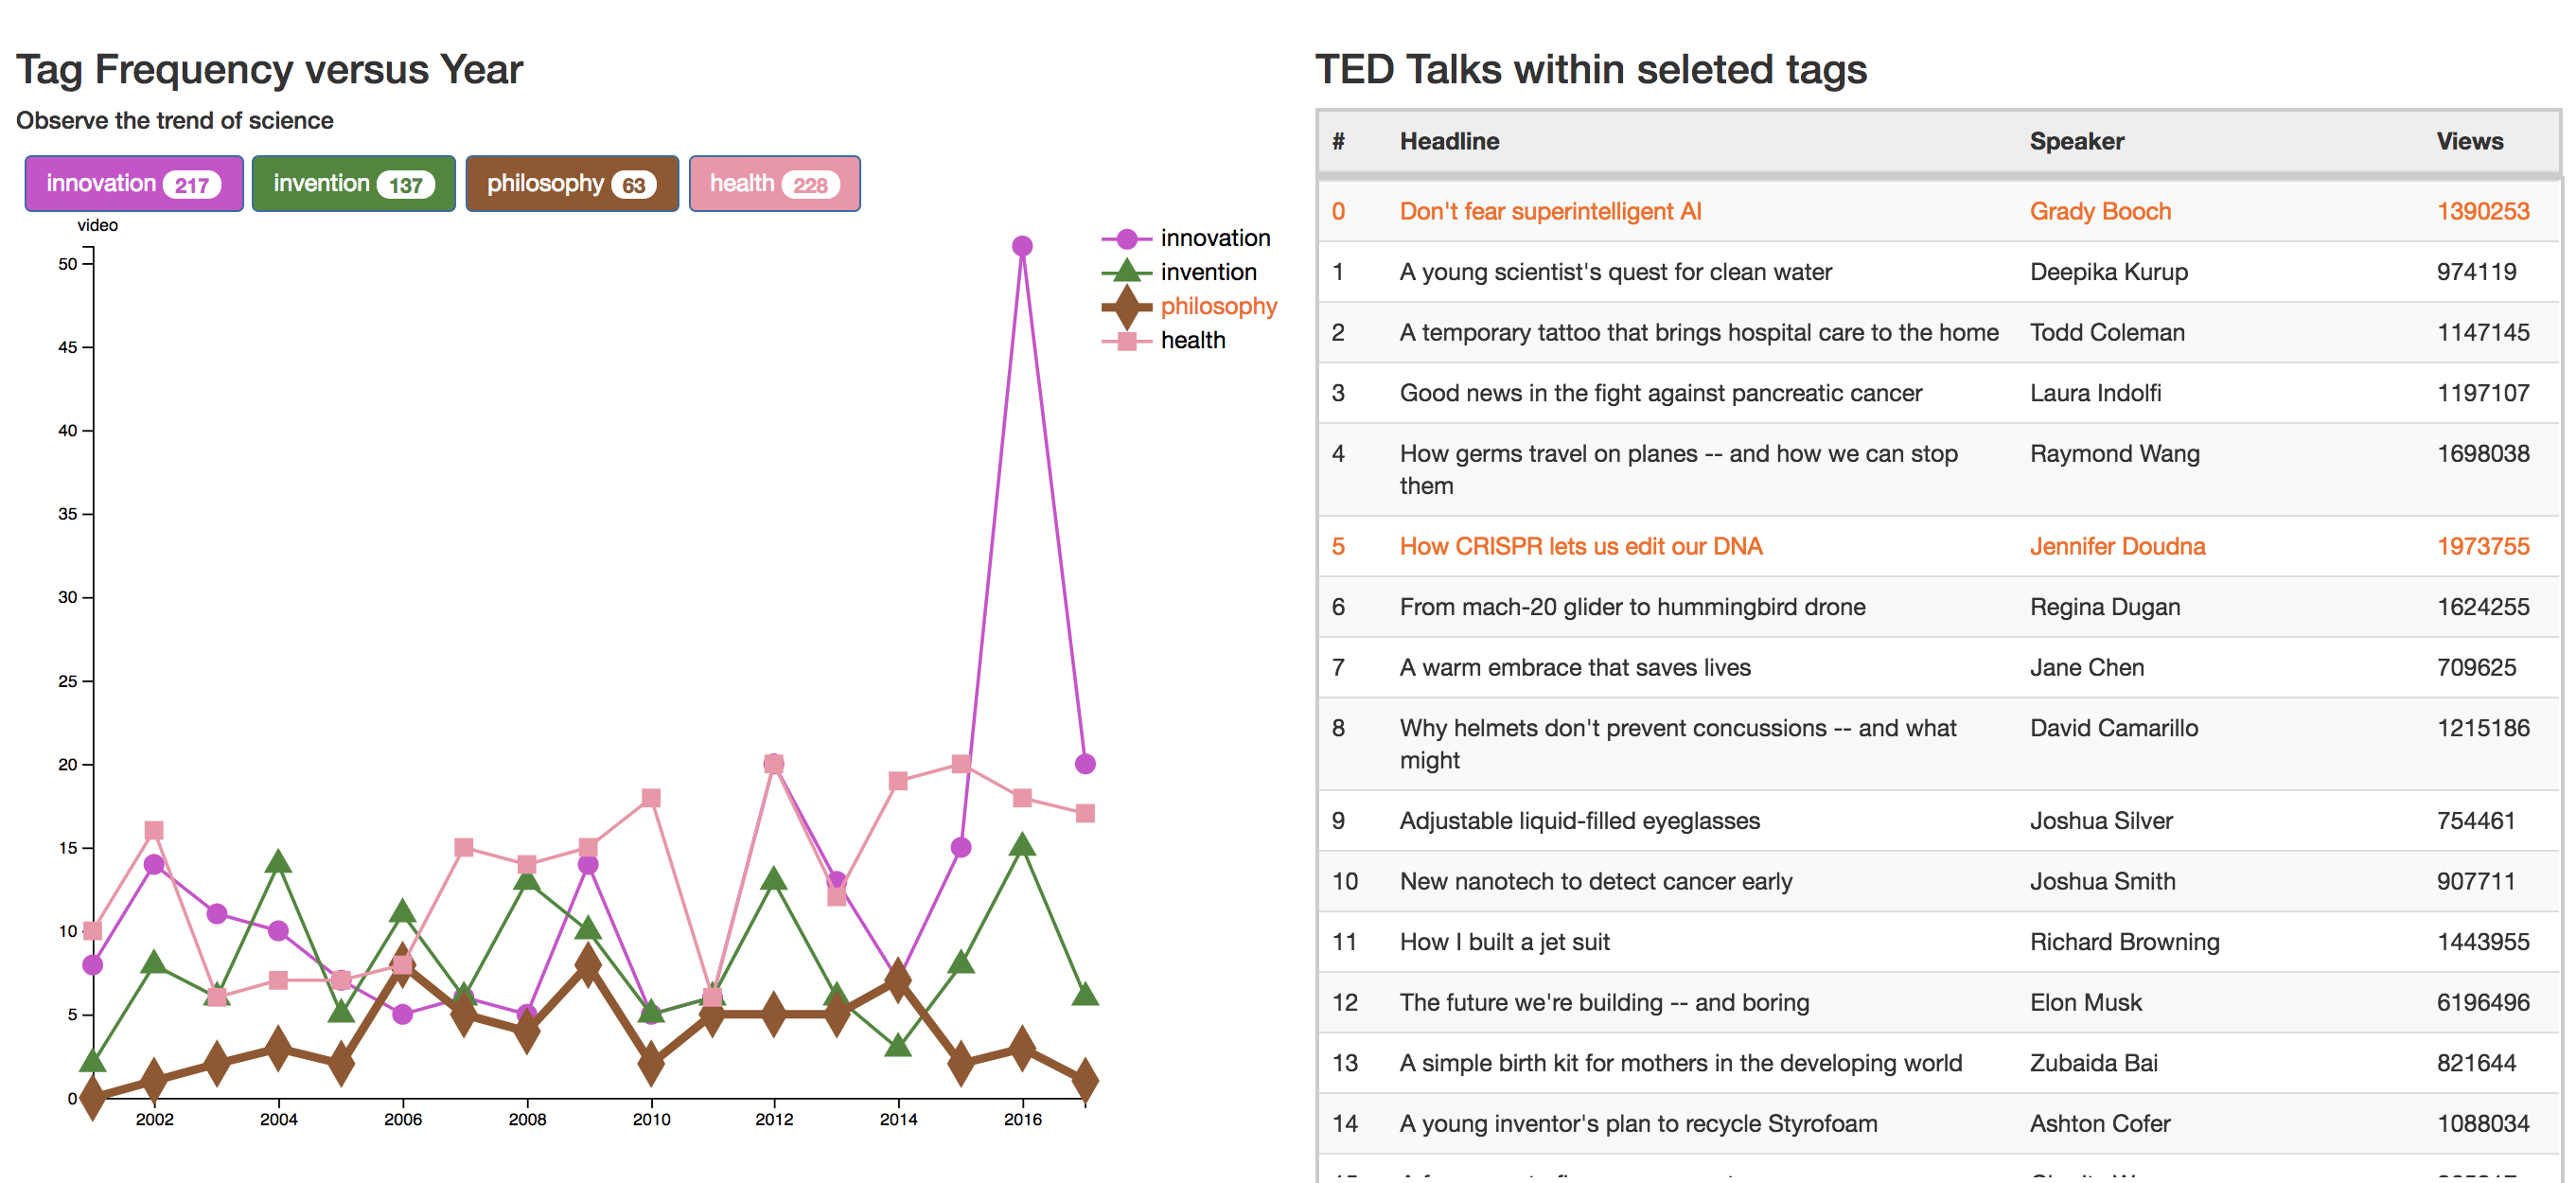 Tag Frequency versus Year
Observe the trend of science
innovation 217 invention 137 philosophy 63 health 228
video
50
45
40
35
30
25
20
15
10
5
0
2002 2004 2006 2008 2010 2012 2014 2016
innovation
invention
philosophy
health
TED Talks within seleted tags
# Headline Speaker Views
0 Don't fear superintelligent AI Grady Booch 1390253
1 A young scientist's quest for clean water Deepika Kurup 974119
2 A temporary tattoo that brings hospital care to the home Todd Coleman 1147145
3 Good news in the fight against pancreatic cancer Laura Indolfi 1197107
4 How germs travel on planes -- and how we can stop Raymond Wang 1698038
them
5 How CRISPR lets us edit our DNA Jennifer Doudna 1973755
6 From mach-20 glider to hummingbird drone Regina Dugan 1624255
7 A warm embrace that saves lives Jane Chen 709625
8 Why helmets don't prevent concussions -- and what David Camarillo 1215186
might
9 Adjustable liquid-filled eyeglasses Joshua Silver 754461
10 New nanotech to detect cancer early Joshua Smith 907711
11 How I built a jet suit Richard Browning 1443955
12 The future we're building -- and boring Elon Musk 6196496
13 A simple birth kit for mothers in the developing world Zubaida Bai 821644
14 A young inventor's plan to recycle Styrofoam Ashton Cofer 1088034